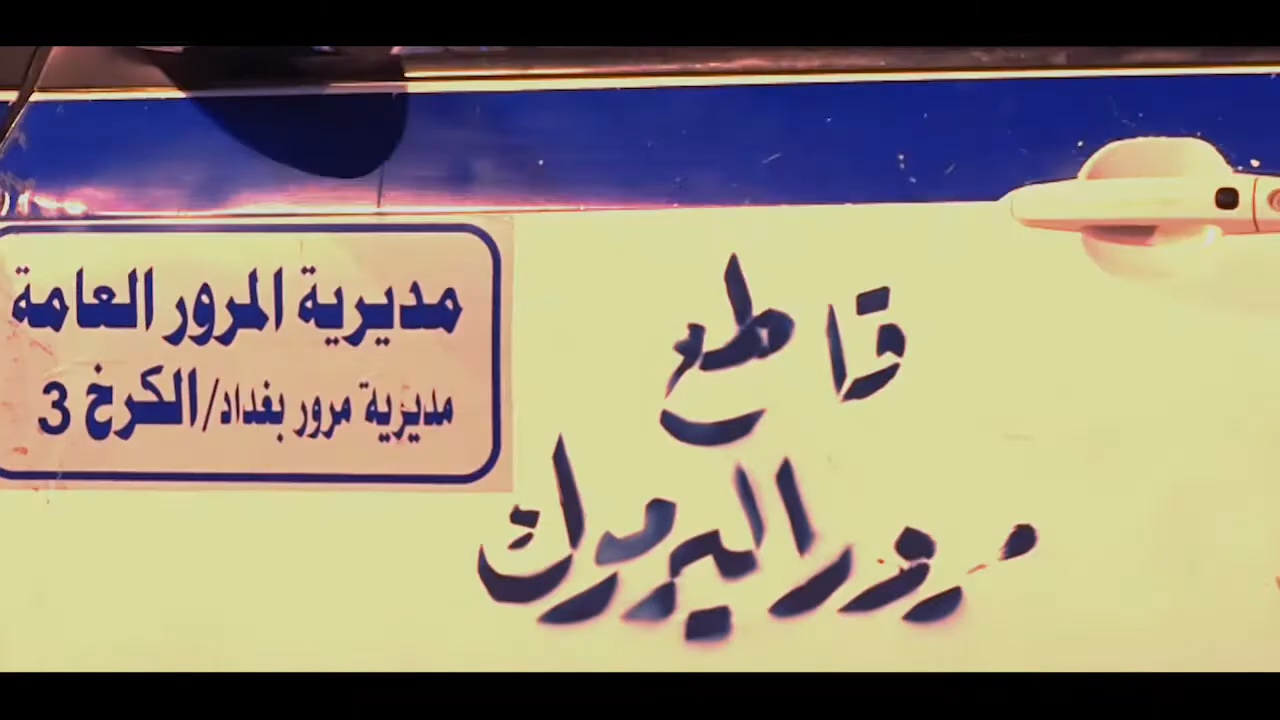 مديرية المرور العامة
مديرية مرور بغداد/الكرخ 3
قاطع
مرور اليرموك